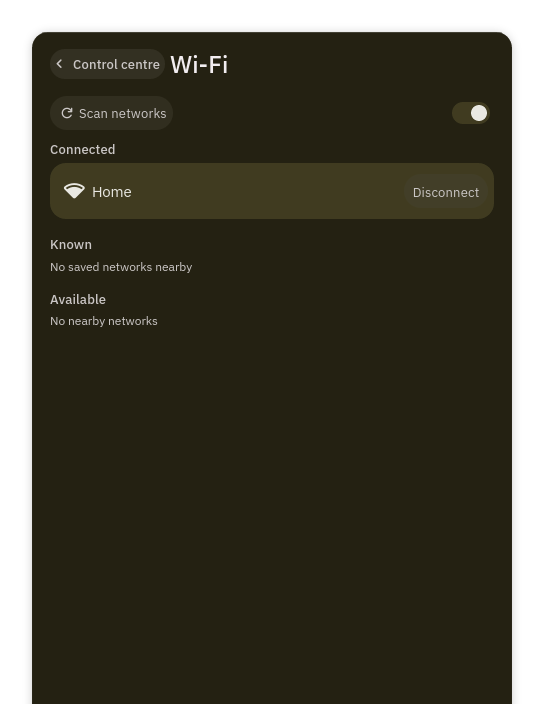 Control centre Wi-Fi
Scan networks
Connected
Home Disconnect
Known
No saved networks nearby
Available
No nearby networks